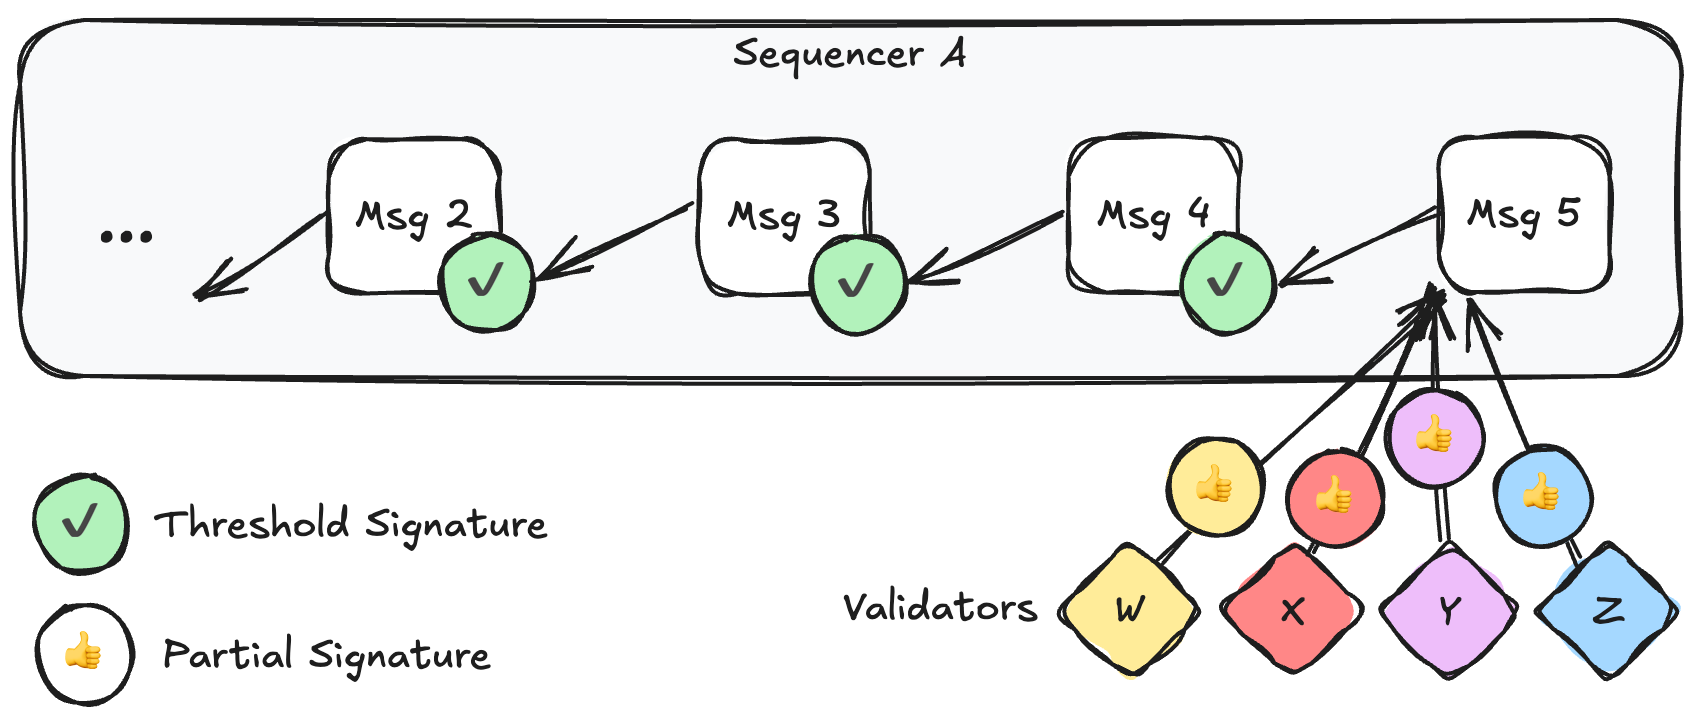 Sequencer A
...
Msg 2
Msg 3
Msg 4
Msg 5
Threshold Signature
Validators
W
X
Y
Z
Partial Signature